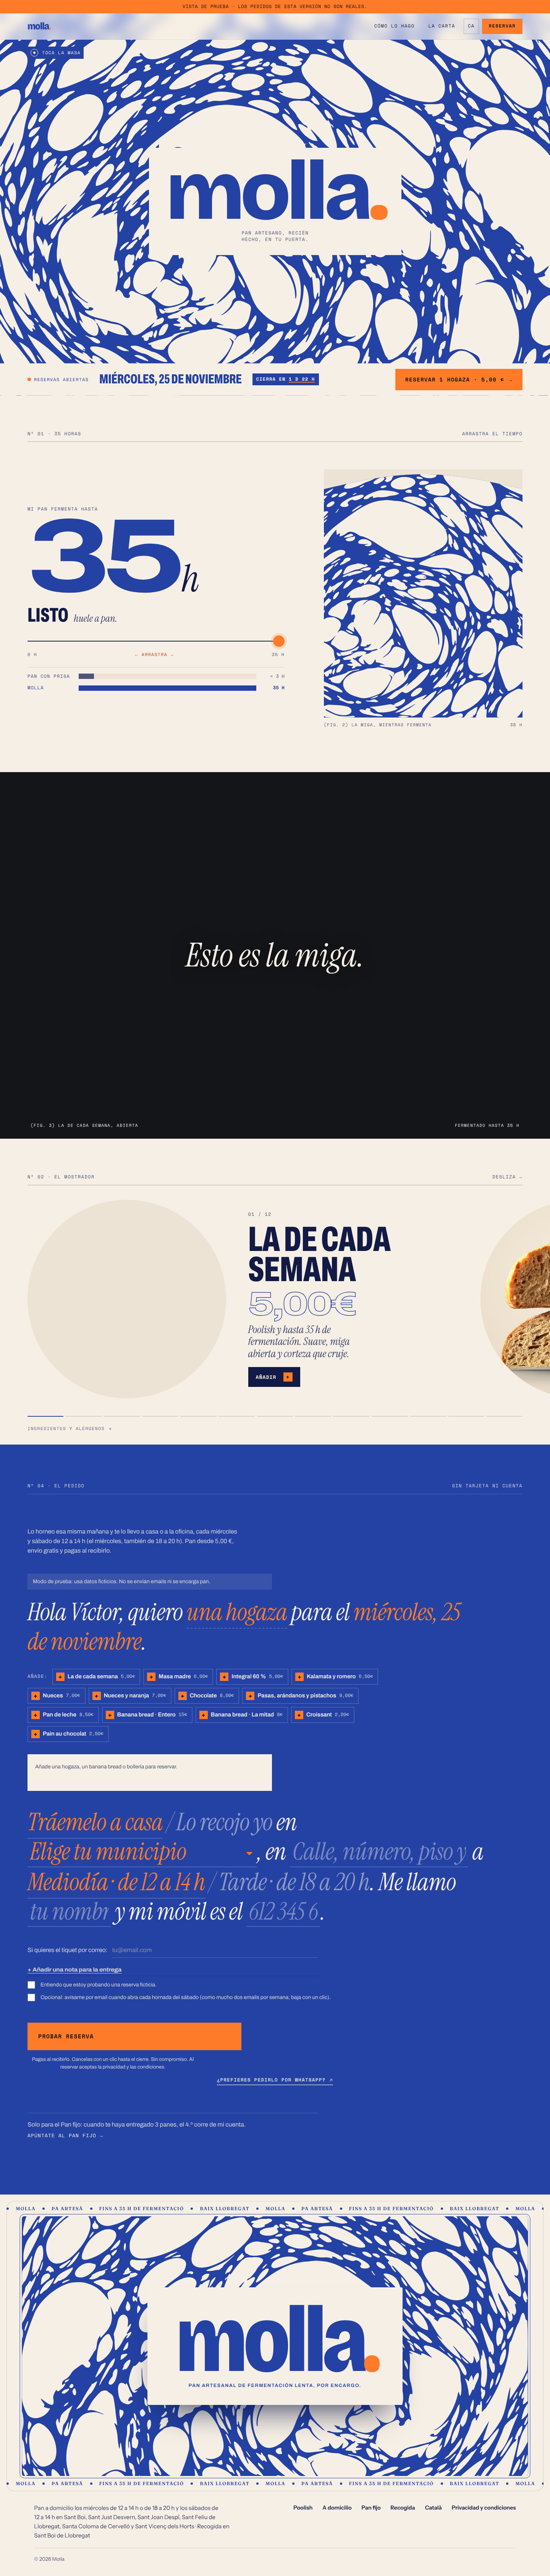 VISTA DE PRUEBA · LOS PEDIDOS DE ESTA VERSIÓN NO SON REALES.
molla.
CÓMO LO HAGO
LA CARTA
CA
RESERVAR
TOCA LA MASA
molla.
PAN ARTESANO, RECIÉN
HECHO, EN TU PUERTA.
RESERVAS ABIERTAS
MIÉRCOLES, 25 DE NOVIEMBRE
CIERRA EN 1 D 22 H
RESERVAR 1 HOGAZA · 5,00 € →
Nº 01 · 35 HORAS
ARRASTRA EL TIEMPO
MI PAN FERMENTA HASTA
35h
LISTO huele a pan.
0 H
← ARRASTRA →
35 H
PAN CON PRISA
< 3 H
MOLLA
35 H
(FIG. 2) LA MIGA, MIENTRAS FERMENTA
35 H
Esto es la miga.
(FIG. 3) LA DE CADA SEMANA, ABIERTA
FERMENTADO HASTA 35 H
Nº 02 · EL MOSTRADOR
DESLIZA →
01 / 12
LA DE CADA
SEMANA
5,00€
Poolish y hasta 35 h de
fermentación. Suave, miga
abierta y corteza que cruje.
AÑADIR +
INGREDIENTES Y ALÉRGENOS
Nº 04 · EL PEDIDO
SIN TARJETA NI CUENTA
Lo horneo esa misma mañana y te lo llevo a casa o a la oficina, cada miércoles
y sábado de 12 a 14 h (el miércoles, también de 18 a 20 h). Pan desde 5,00 €,
envío gratis y pagas al recibirlo.
Modo de prueba: usa datos ficticios. No se envían emails ni se encarga pan.
Hola Víctor, quiero una hogaza para el miércoles, 25
de noviembre.
AÑADE:
+ La de cada semana 5,00€
+ Masa madre 6,00€
+ Integral 60 % 5,00€
+ Kalamata y romero 6,50€
+ Nueces 7,00€
+ Nueces y naranja 7,00€
+ Chocolate 8,00€
+ Pasas, arándanos y pistachos 9,00€
+ Pan de leche 8,50€
+ Banana bread · Entero 15€
+ Banana bread · La mitad 8€
+ Croissant 2,20€
+ Pain au chocolat 2,50€
Añade una hogaza, un banana bread o bollería para reservar.
Tráemelo a casa / Lo recojo yo en
Elige tu municipio , en Calle, número, piso y a
Mediodía · de 12 a 14 h / Tarde · de 18 a 20 h. Me llamo
tu nombr y mi móvil es el 612 345 6 .
Si quieres el tíquet por correo: tu@email.com
+ Añadir una nota para la entrega
Entiendo que estoy probando una reserva ficticia.
Opcional: avísame por email cuando abra cada hornada del sábado (como mucho dos emails por semana; baja con un clic).
PROBAR RESERVA
Pagas al recibirlo. Cancelas con un clic hasta el cierre. Sin compromiso. Al
reservar aceptas la privacidad y las condiciones.
¿PREFIERES PEDIRLO POR WHATSAPP? ↗
Solo para el Pan fijo: cuando te haya entregado 3 panes, el 4.º corre de mi cuenta.
APÚNTATE AL PAN FIJO →
MOLLA ★ PA ARTESÀ ★ FINS A 35 H DE FERMENTACIÓ ★ BAIX LLOBREGAT ★ MOLLA ★ PA ARTESÀ ★ FINS A 35 H DE FERMENTACIÓ ★ BAIX LLOBREGAT ★ MOLLA
molla.
PAN ARTESANAL DE FERMENTACIÓN LENTA, POR ENCARGO.
MOLLA ★ PA ARTESÀ ★ FINS A 35 H DE FERMENTACIÓ ★ BAIX LLOBREGAT ★ MOLLA ★ PA ARTESÀ ★ FINS A 35 H DE FERMENTACIÓ ★ BAIX LLOBREGAT ★ MOLLA
Pan a domicilio los miércoles de 12 a 14 h o de 18 a 20 h y los sábados de
12 a 14 h en Sant Boi, Sant Just Desvern, Sant Joan Despí, Sant Feliu de
Llobregat, Santa Coloma de Cervelló y Sant Vicenç dels Horts · Recogida en
Sant Boi de Llobregat
Poolish
A domicilio
Pan fijo
Recogida
Català
Privacidad y condiciones
© 2026 Molla